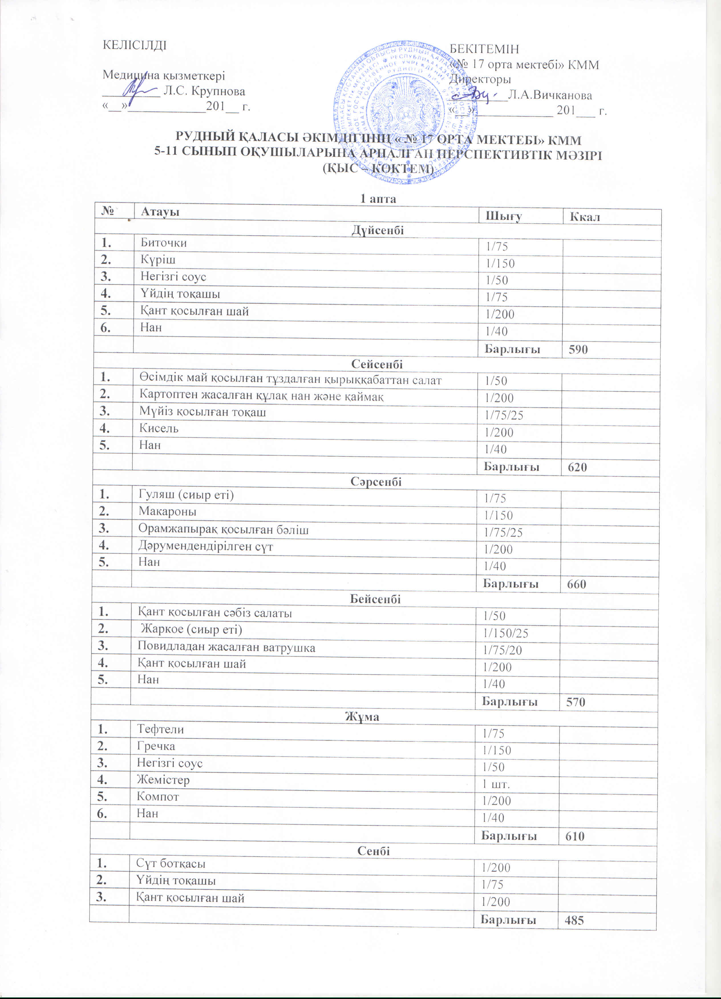 КЕЛІСІЛДІ
Медицина қызметкері
_________ Л.С. Крупнова
«__»____________201__ г.
БЕКІТЕМІН
«№ 17 орта мектебі» КММ
Директоры
_________Л.А.Вичканова
«__»____________ 201___ г.
РУДНЫЙ ҚАЛАСЫ ӘКІМДІГІНІҢ « № 17 ОРТА МЕКТЕБІ» КММ
5-11 СЫНЫП ОҚУШЫЛАРЫНА АРНАЛҒАН ПЕРСПЕКТИВТІК МӘЗІРІ
(ҚЫС – КӨКТЕМ)
1 апта
№ Атауы Шығу Ккал
Дүйсенбі
1. Биточки 1/75
2. Күріш 1/150
3. Негізгі соус 1/50
4. Үйдің тоқашы 1/75
5. Қант қосылған шай 1/200
6. Нан 1/40
Барлығы 590
Сейсенбі
1. Өсімдік май қосылған тұздалған қырыққабаттан салат 1/50
2. Картоптен жасалған құлақ нан және қаймақ 1/200
3. Мүйіз қосылған тоқаш 1/75/25
4. Кисель 1/200
5. Нан 1/40
Барлығы 620
Сәрсенбі
1. Гуляш (сиыр еті) 1/75
2. Макароны 1/150
3. Орамжапырақ қосылған бәліш 1/75/25
4. Дәрумендендірілген сүт 1/200
5. Нан 1/40
Барлығы 660
Бейсенбі
1. Қант қосылған сәбіз салаты 1/50
2. Жаркое (сиыр еті) 1/150/25
3. Повидладан жасалған ватрушка 1/75/20
4. Қант қосылған шай 1/200
5. Нан 1/40
Барлығы 570
Жұма
1. Тефтели 1/75
2. Гречка 1/150
3. Негізгі соус 1/50
4. Жемістер 1 шт.
5. Компот 1/200
6. Нан 1/40
Барлығы 610
Сенбі
1. Сүт ботқасы 1/200
2. Үйдің тоқашы 1/75
3. Қант қосылған шай 1/200
Барлығы 485